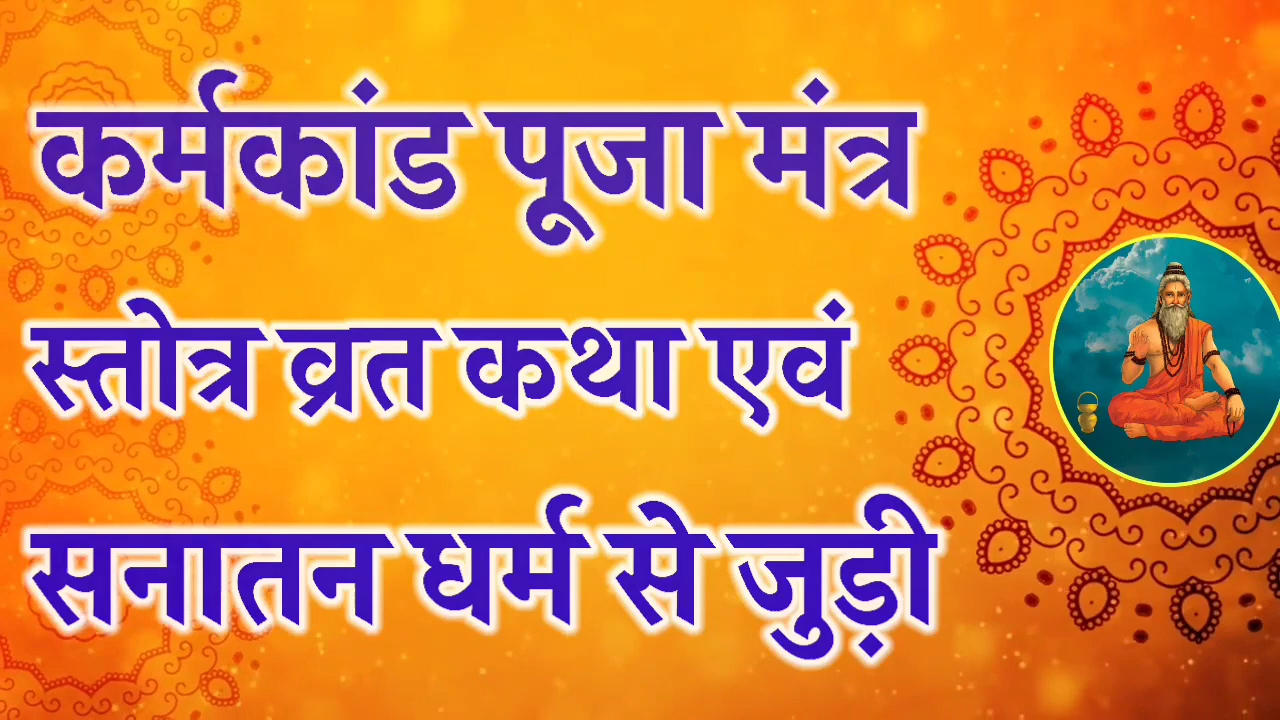 कर्मकांड पूजा मंत्र
स्तोत्र व्रत कथा एवं
सनातन धर्म से जुड़ी